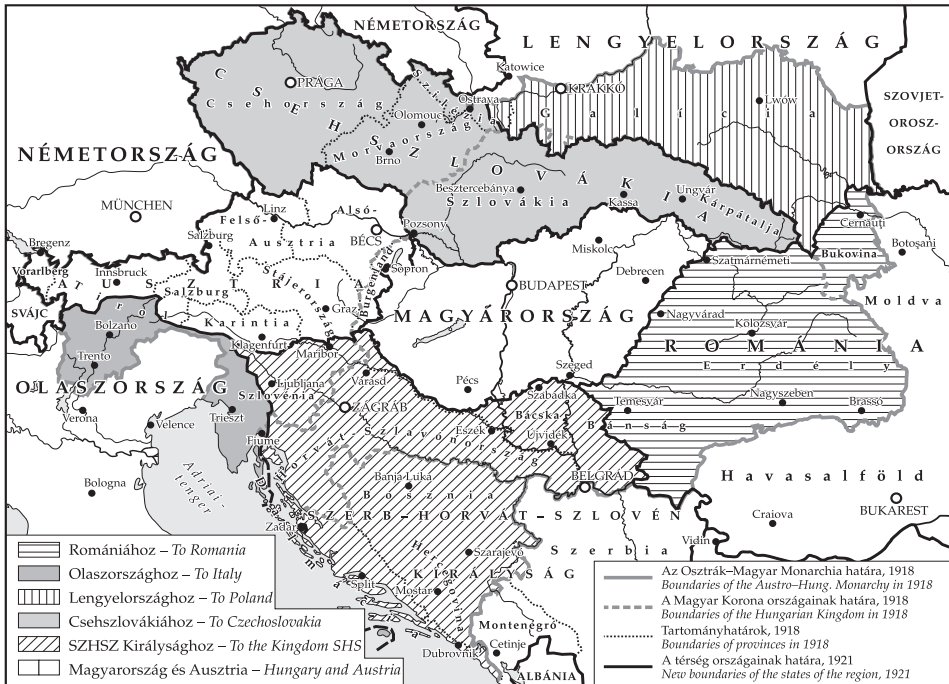 NÉMETORSZÁG
LENGYELORSZÁG
Katowice
PRÁGA
KRAKKÓ
CSEHSZLOVÁKIA
Csehország
Szilézia
Ostrava
Lwów
Galícia
SZOVJET-
OROSZ-
ORSZÁG
Olomouc
Morvaország
Brno
NÉMETORSZÁG
Besztercebánya
Szlovákia
Kassa
Ungvár
Kárpátalja
MÜNCHEN
Linz
Alsó-
Felső-
Ausztria
BÉCS
Pozsony
Cernăuți
Bukovina
Botoșani
Salzburg
Bregenz
Vorarlberg
Innsbruck
Miskolc
Sopron
Burgenland
Debrecen
Szatmárnémeti
AUSZTRIA
Tirol
Salzburg
Stájerország
BUDAPEST
Moldva
SVÁJC
Graz
MAGYARORSZÁG
Nagyvárad
Kolozsvár
Bolzano
Karintia
Klagenfurt
Maribor
ROMÁNIA
Erdély
Trento
Szeged
OLASZORSZÁG
Ljubljana
Szlovénia
Varasd
Pécs
Szabadka
Temesvár
Nagyszeben
Brassó
Verona
Velence
Trieszt
ZÁGRÁB
Bácska
Eszék
Újvidék
Bánság
Fiume
Horvát-Szlavónország
Adriai-
tenger
Bologna
Banja Luka
BELGRÁD
Havasalföld
Bosznia
BUKAREST
Zadar
Dalmácia
SZERB–HORVÁT–SZLOVÉN
Craiova
Szerbia
Vidin
Hercegovina
Szarajevó
KIRÁLYSÁG
Split
Mostar
Montenegró
Dubrovnik
Cetinje
ALBÁNIA
Romániához – To Romania
Olaszországhoz – To Italy
Lengyelországhoz – To Poland
Csehszlovákiához – To Czechoslovakia
SZHSZ Királysághoz – To the Kingdom SHS
Magyarország és Ausztria – Hungary and Austria
Az Osztrák–Magyar Monarchia határa, 1918
Boundaries of the Austro–Hung. Monarchy in 1918
A Magyar Korona országainak határa, 1918
Boundaries of the Hungarian Kingdom in 1918
Tartományhatárok, 1918
Boundaries of provinces in 1918
A térség országainak határa, 1921
New boundaries of the states of the region, 1921